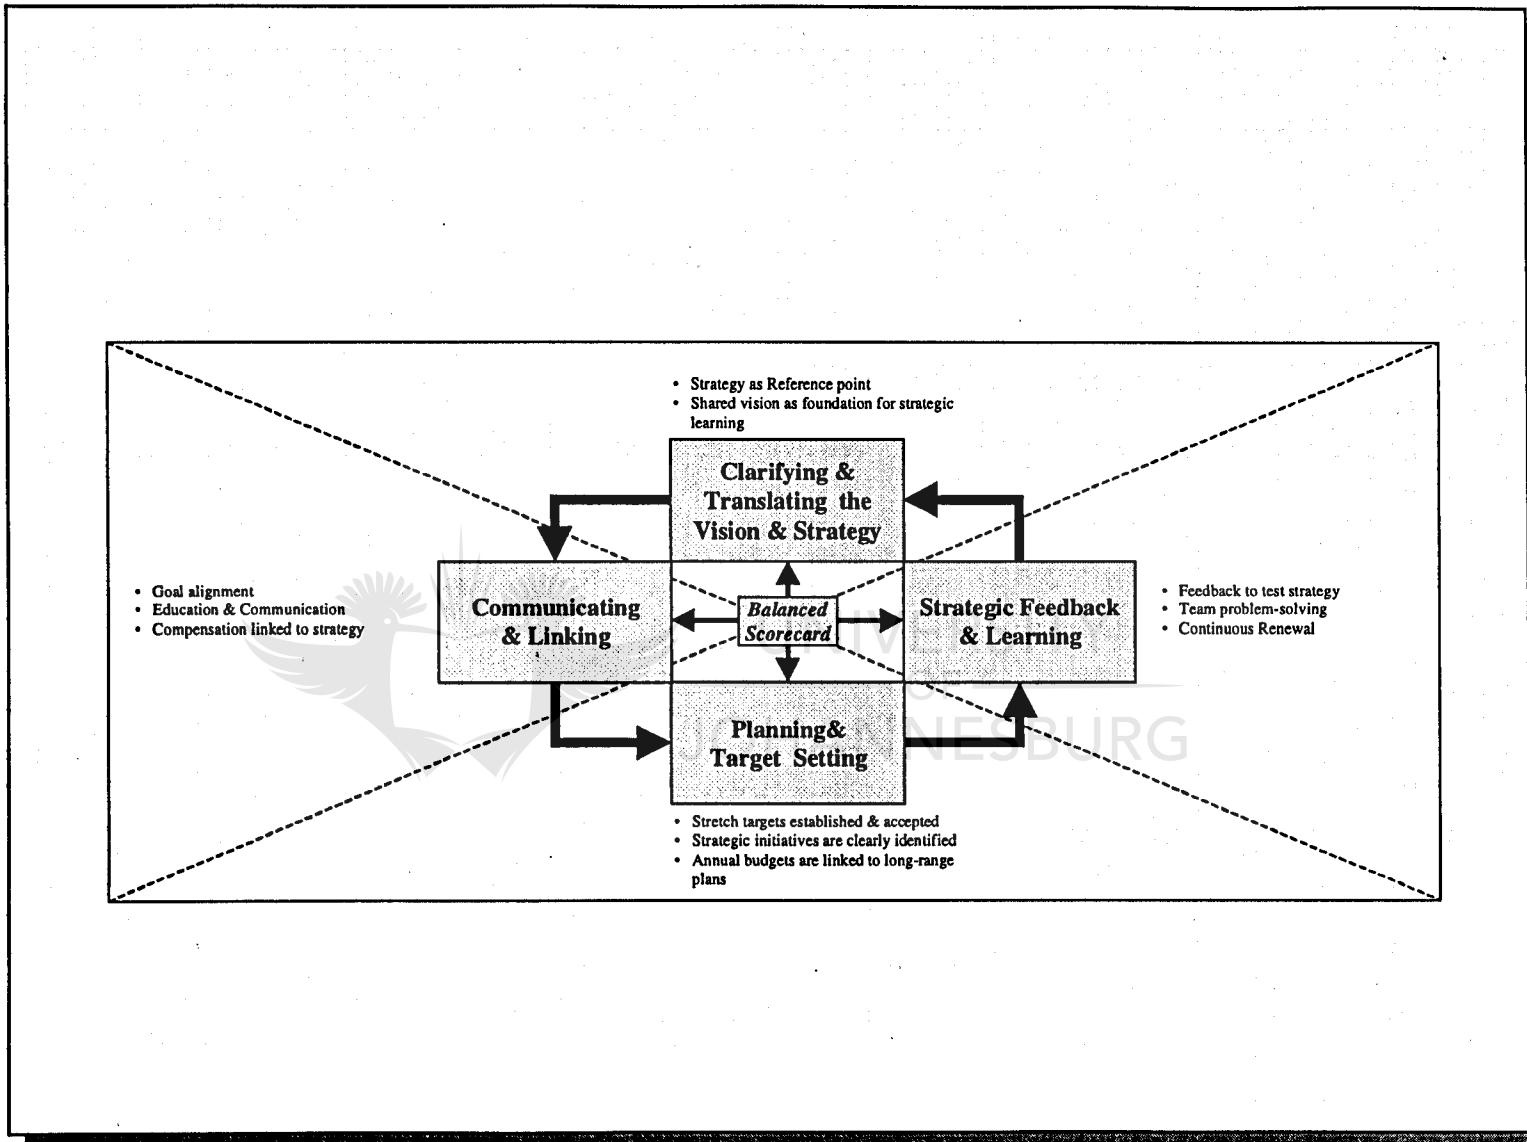 • Strategy as Reference point
• Shared vision as foundation for strategic
learning
Clarifying &
Translating the
Vision & Strategy
• Goal alignment
• Education & Communication
• Compensation linked to strategy
Communicating
& Linking
Balanced
Scorecard
Strategic Feedback
& Learning
• Feedback to test strategy
• Team problem-solving
• Continuous Renewal
UNIVERSITY
OF
JOHANNESBURG
Planning&
Target Setting
• Stretch targets established & accepted
• Strategic initiatives are clearly identified
• Annual budgets are linked to long-range
plans